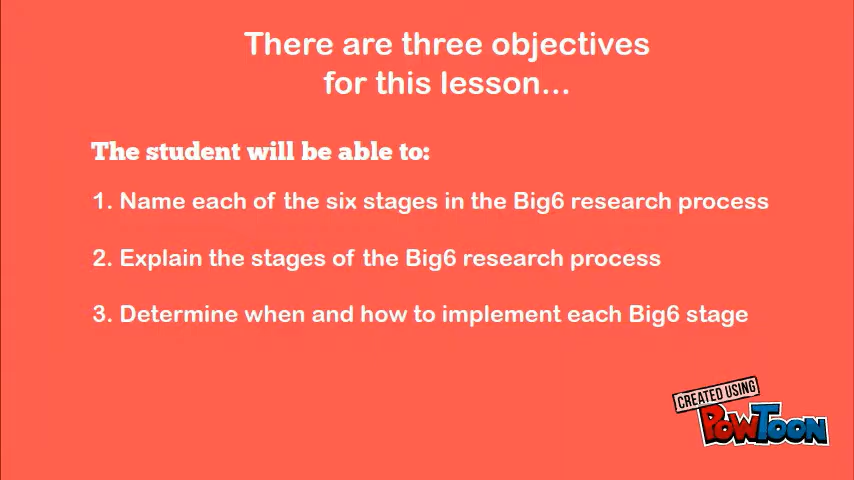 There are three objectives
for this lesson...
The student will be able to:
1. Name each of the six stages in the Big6 research process
2. Explain the stages of the Big6 research process
3. Determine when and how to implement each Big6 stage
CREATED USING
POWTOON